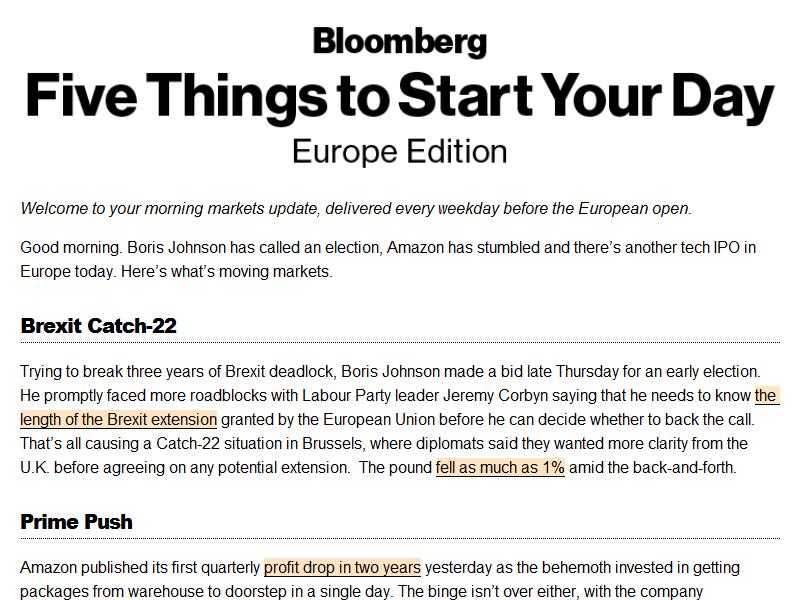 Bloomberg
Five Things to Start Your Day
Europe Edition
Welcome to your morning markets update, delivered every weekday before the European open.
Good morning. Boris Johnson has called an election, Amazon has stumbled and there’s another tech IPO in
Europe today. Here’s what’s moving markets.
Brexit Catch-22
Trying to break three years of Brexit deadlock, Boris Johnson made a bid late Thursday for an early election.
He promptly faced more roadblocks with Labour Party leader Jeremy Corbyn saying that he needs to know the
length of the Brexit extension granted by the European Union before he can decide whether to back the call.
That’s all causing a Catch-22 situation in Brussels, where diplomats said they wanted more clarity from the
U.K. before agreeing on any potential extension.  The pound fell as much as 1% amid the back-and-forth.
Prime Push
Amazon published its first quarterly profit drop in two years yesterday as the behemoth invested in getting
packages from warehouse to doorstep in a single day. The binge isn’t over either, with the company